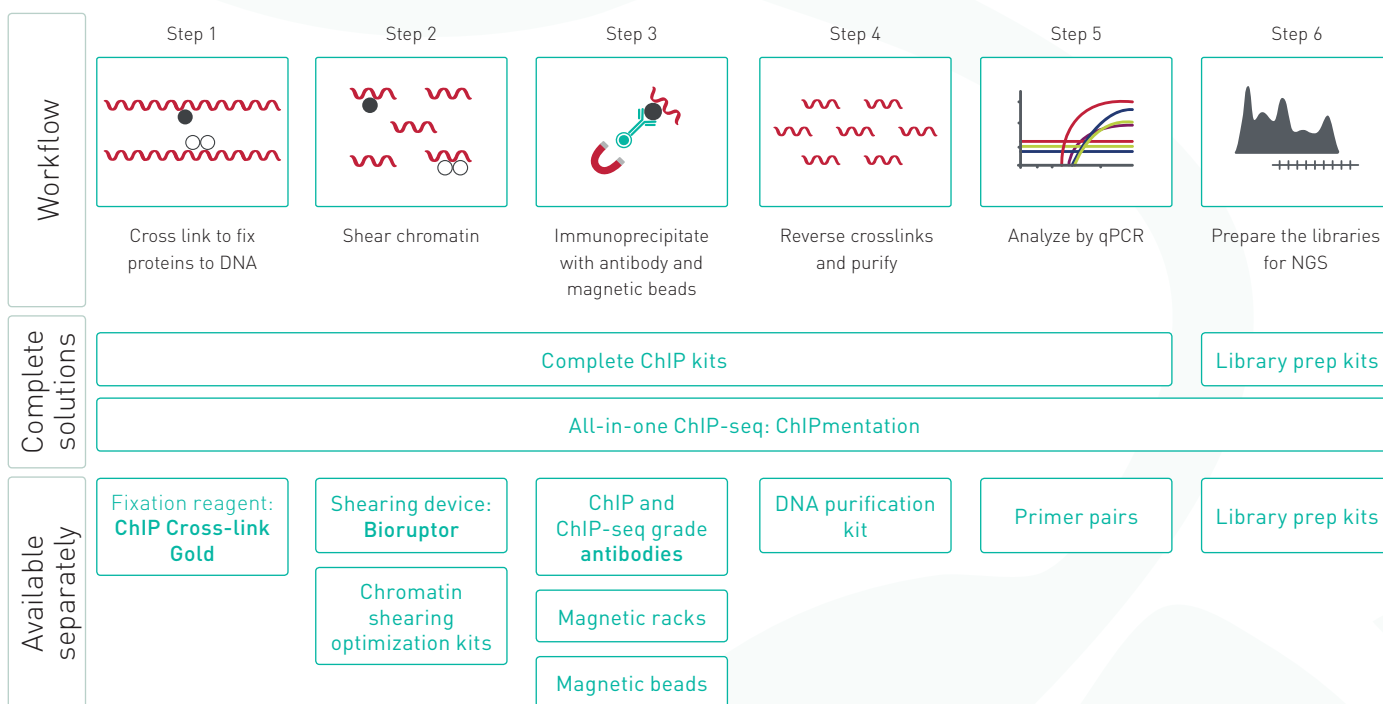 Workflow
Step 1
Step 2
Step 3
Step 4
Step 5
Step 6
Cross link to fix
proteins to DNA
Shear chromatin
Immunoprecipitate
with antibody and
magnetic beads
Reverse crosslinks
and purify
Analyze by qPCR
Prepare the libraries
for NGS
Complete
solutions
Complete ChIP kits
Library prep kits
All-in-one ChIP-seq: ChIPmentation
Available
separately
Fixation reagent:
ChIP Cross-link
Gold
Shearing device:
Bioruptor
Chromatin
shearing
optimization kits
ChIP and
ChIP-seq grade
antibodies
Magnetic racks
Magnetic beads
DNA purification
kit
Primer pairs
Library prep kits